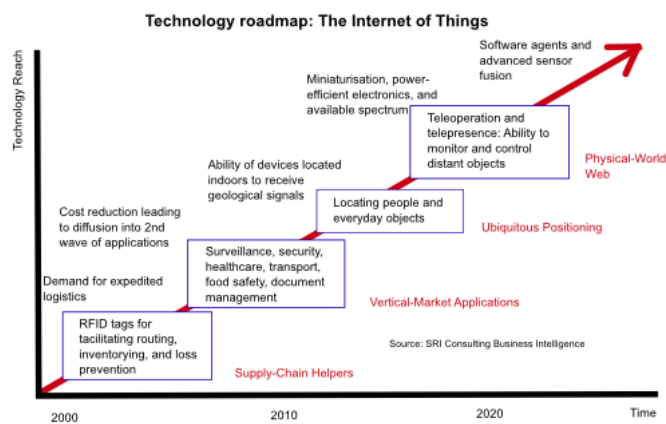 Technology roadmap: The Internet of Things
Technology Reach
Software agents and
advanced sensor
fusion
Miniaturisation, power-
efficient electronics, and
available spectrum
Teleoperation and
telepresence: Ability to
monitor and control
distant objects
Physical-World
Web
Ability of devices located
indoors to receive
geological signals
Locating people and
everyday objects
Ubiquitous Positioning
Cost reduction leading
to diffusion into 2nd
wave of applications
Surveillance, security,
healthcare, transport,
food safety, document
management
Vertical-Market Applications
Demand for expedited
logistics
RFID tags for
tacilitating routing,
inventorying, and loss
prevention
Supply-Chain Helpers
Source: SRI Consulting Business Intelligence
2000
2010
2020
Time